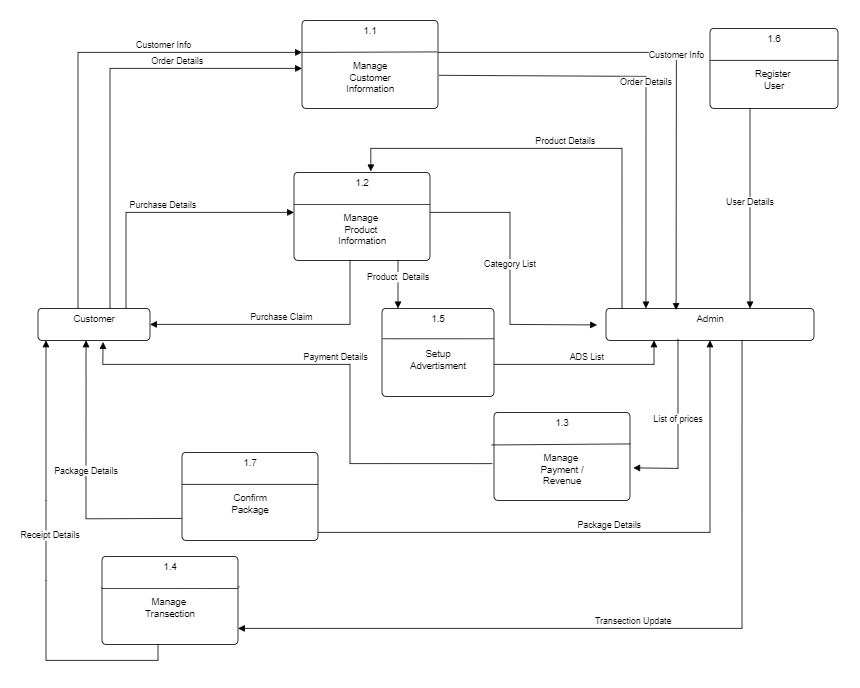 1.1
1.6
Customer Info
Manage
Customer
Information
Customer Info
Order Details
Register
User
Order Details
Product Details
1.2
Purchase Details
User Details
Manage
Product
Information
Category List
Product  Details
Customer
Purchase Claim
1.5
Admin
Setup
Advertisment
Payment Details
ADS List
1.3
List of prices
Manage
Payment /
Revenue
1.7
Package Details
Confirm
Package
Package Details
Receipt Details
1.4
Manage
Transection
Transection Update